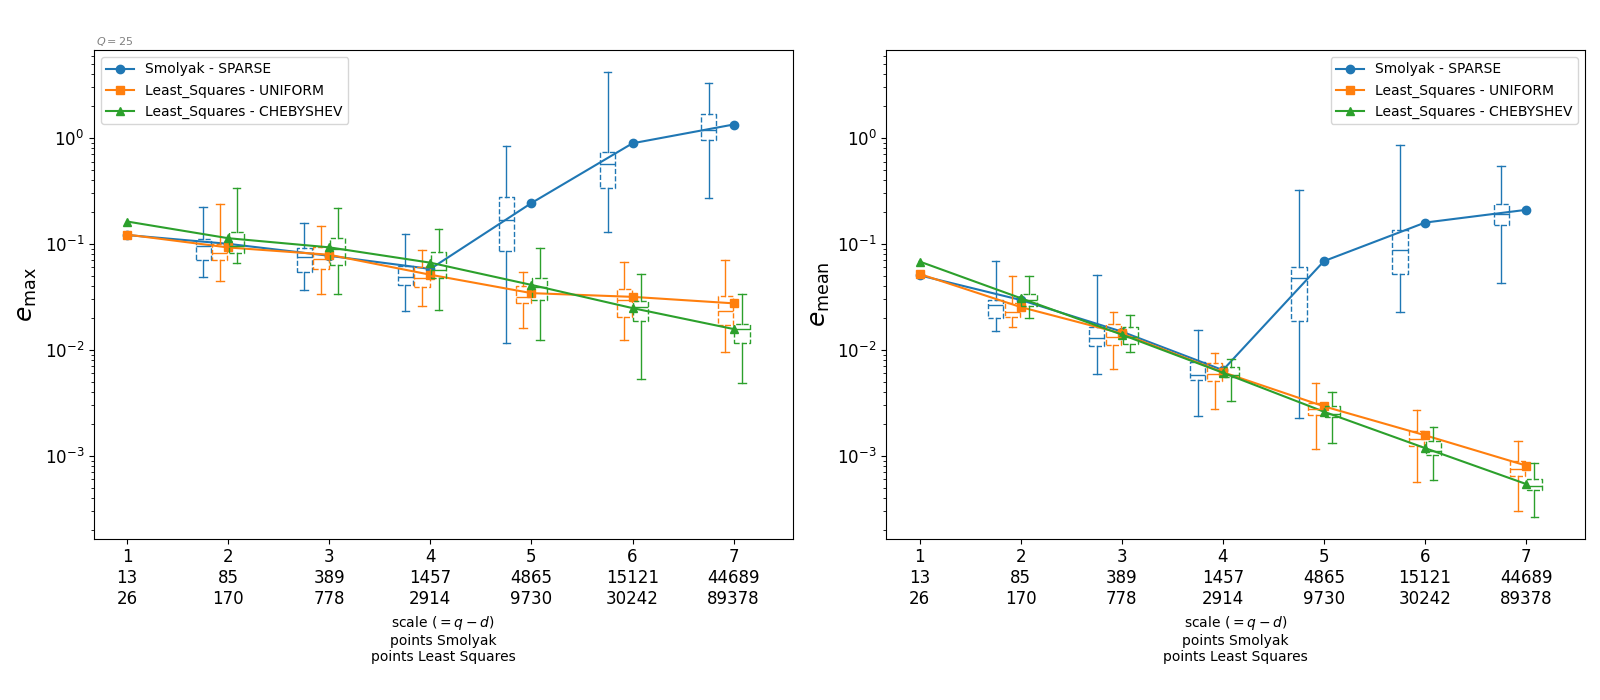 Q = 25
Smolyak - SPARSE
Least_Squares - UNIFORM
Least_Squares - CHEBYSHEV
e_max
10^0
10^-1
10^-2
10^-3
1 2 3 4 5 6 7
13 85 389 1457 4865 15121 44689
26 170 778 2914 9730 30242 89378
scale (= q − d)
points Smolyak
points Least Squares
Smolyak - SPARSE
Least_Squares - UNIFORM
Least_Squares - CHEBYSHEV
e_mean
10^0
10^-1
10^-2
10^-3
1 2 3 4 5 6 7
13 85 389 1457 4865 15121 44689
26 170 778 2914 9730 30242 89378
scale (= q − d)
points Smolyak
points Least Squares